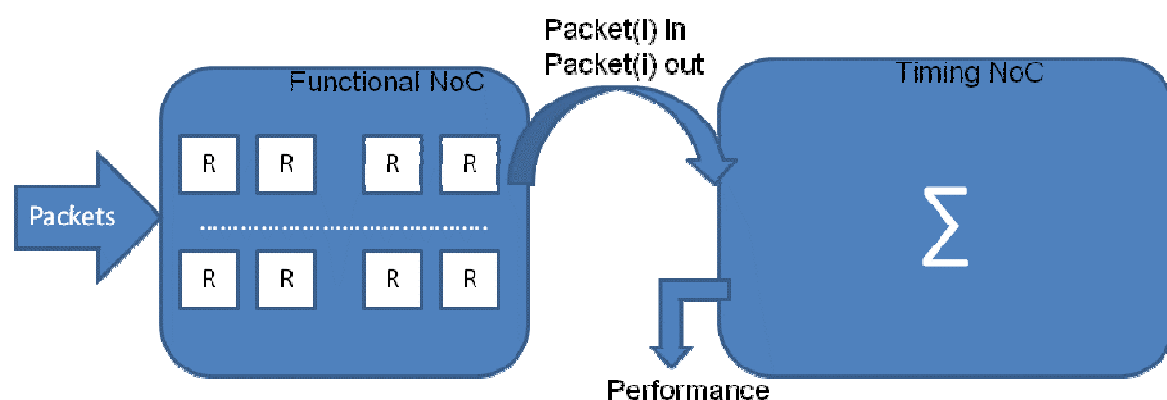 Packet(I) In
Packet(i) out
Functional NoC
Timing NoC
R R R R
Packets
R R R R
Σ
Performance